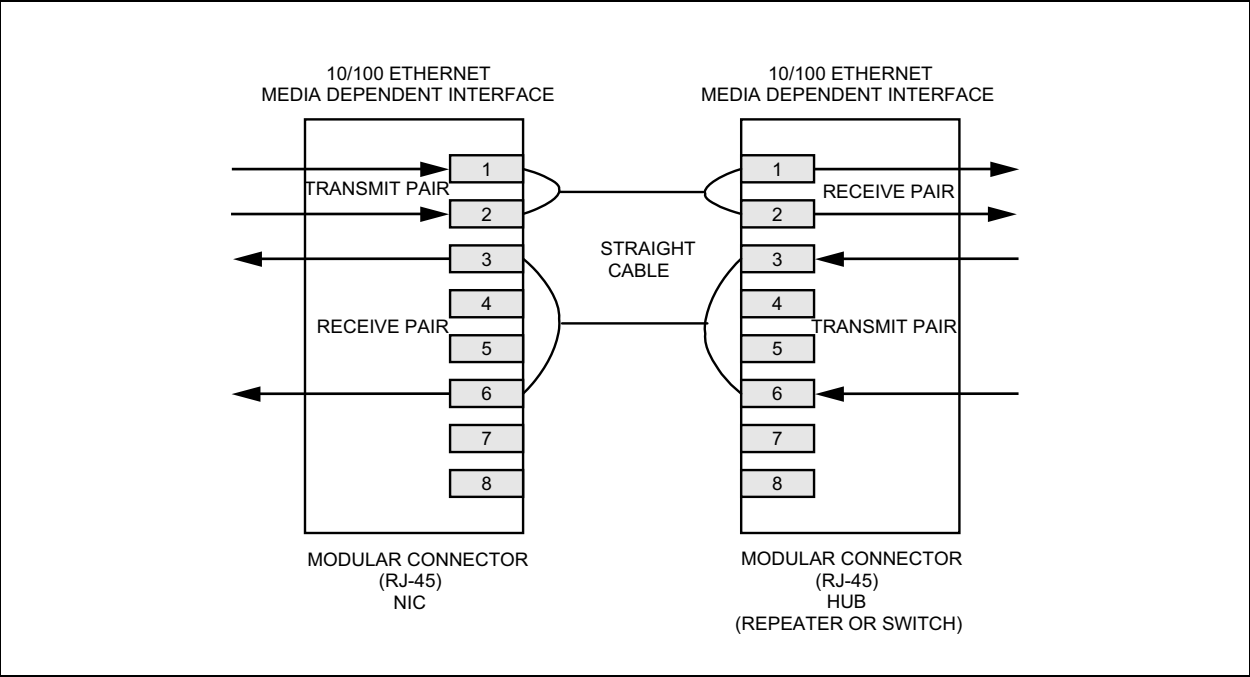 10/100 ETHERNET
MEDIA DEPENDENT INTERFACE
10/100 ETHERNET
MEDIA DEPENDENT INTERFACE
1
TRANSMIT PAIR
2
3
4
RECEIVE PAIR
5
6
7
8
STRAIGHT
CABLE
1
RECEIVE PAIR
2
3
4
TRANSMIT PAIR
5
6
7
8
MODULAR CONNECTOR
(RJ-45)
NIC
MODULAR CONNECTOR
(RJ-45)
HUB
(REPEATER OR SWITCH)